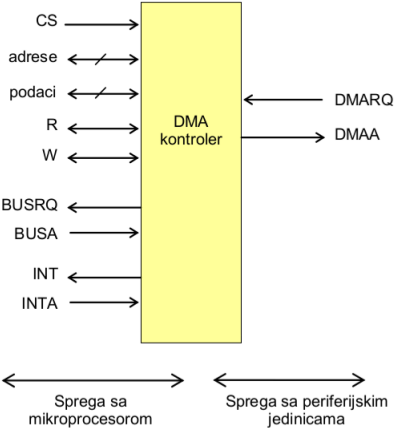 CS
adrese
podaci
R
W
BUSRQ
BUSA
INT
INTA
DMA
kontroler
DMARQ
DMAA
Sprega sa
mikroprocesorom
Sprega sa periferijskim
jedinicama